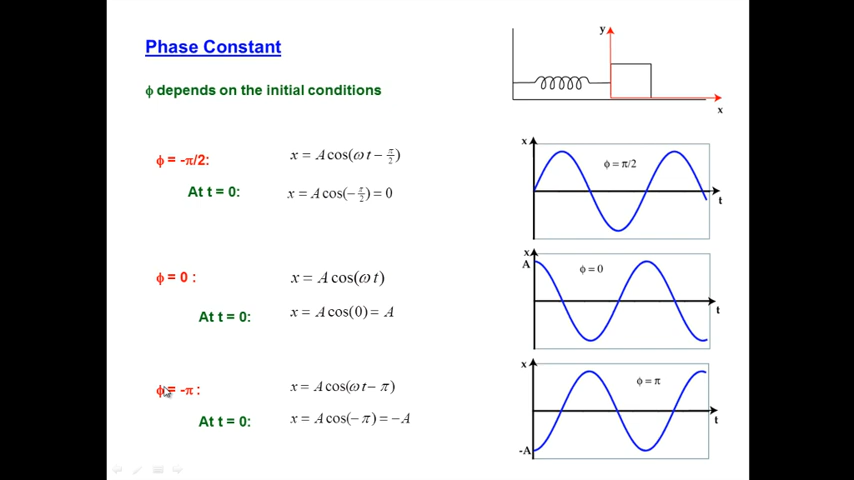 Phase Constant
y
ϕ depends on the initial conditions
x
ϕ = -π/2:
x = A cos(ω t − π/2)
At t = 0:
x = A cos(−π/2) = 0
x
ϕ = π/2
t
ϕ = 0 :
x = A cos(ω t)
At t = 0:
x = A cos(0) = A
x
A
ϕ = 0
t
ϕ = -π :
x = A cos(ω t − π)
At t = 0:
x = A cos(− π) = −A
x
ϕ = π
t
-A